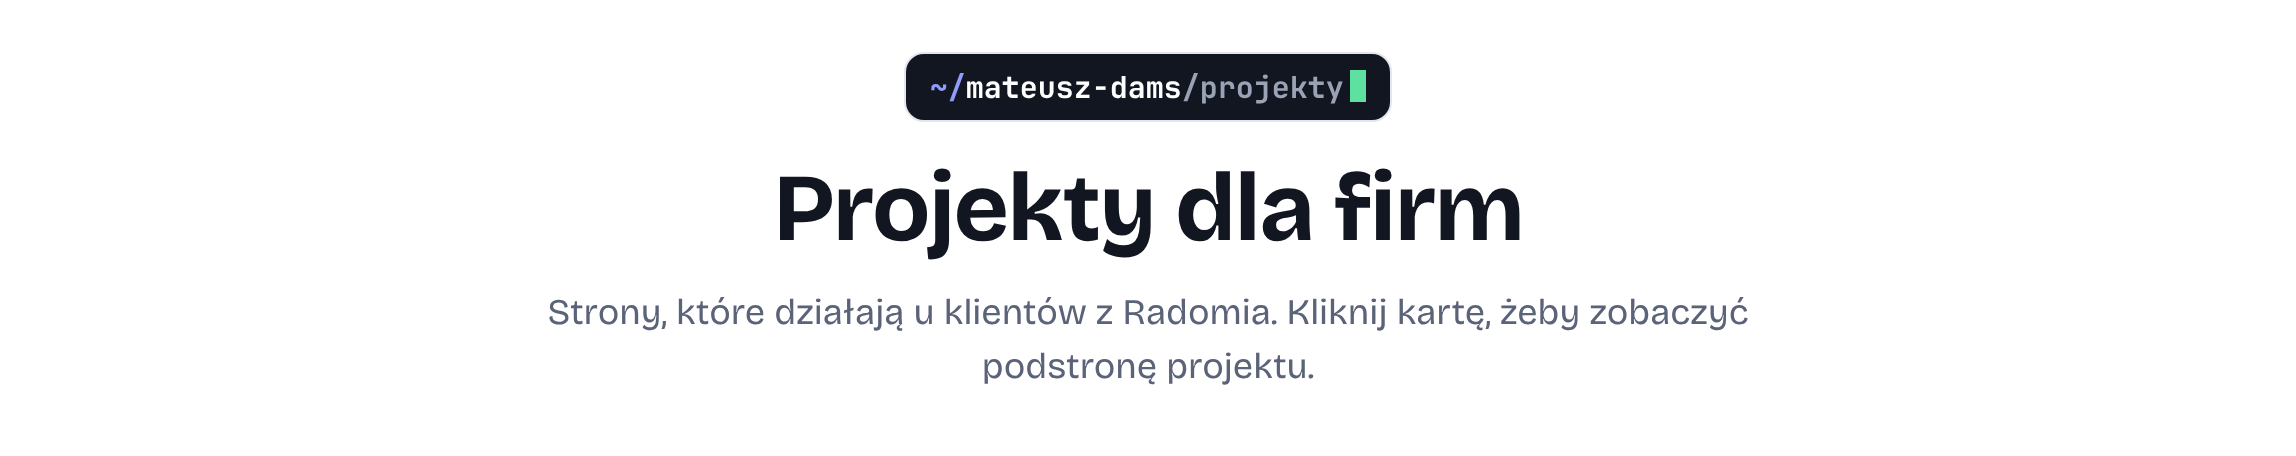 ~/mateusz-dams/projekty
Projekty dla firm
Strony, które działają u klientów z Radomia. Kliknij kartę, żeby zobaczyć
podstronę projektu.